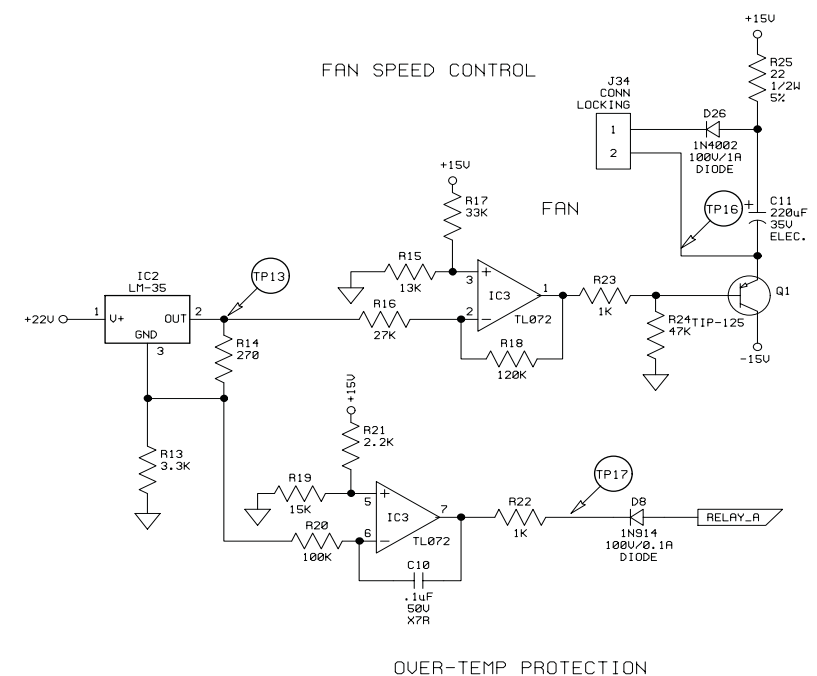 FAN SPEED CONTROL
+15V
R25
22
1/2W
5%
J34
CONN
LOCKING
1
2
D26
1N4002
100V/1A
DIODE
+15V
R17
33K
FAN
TP16
+
C11
220uF
35V
ELEC.
IC2
LM-35
TP13
R15
13K
3
+
IC3
1
R23
1K
Q1
+22V
1
V+
OUT
2
GND
3
R16
27K
2
−
TL072
R24
47K
TIP-125
-15V
R14
270
R18
120K
+15V
R21
2.2K
R13
3.3K
R19
15K
5
+
IC3
7
TP17
R22
1K
D8
RELAY_A
R20
100K
6
−
TL072
1N914
100V/0.1A
DIODE
C10
.1uF
50V
X7R
OVER-TEMP PROTECTION